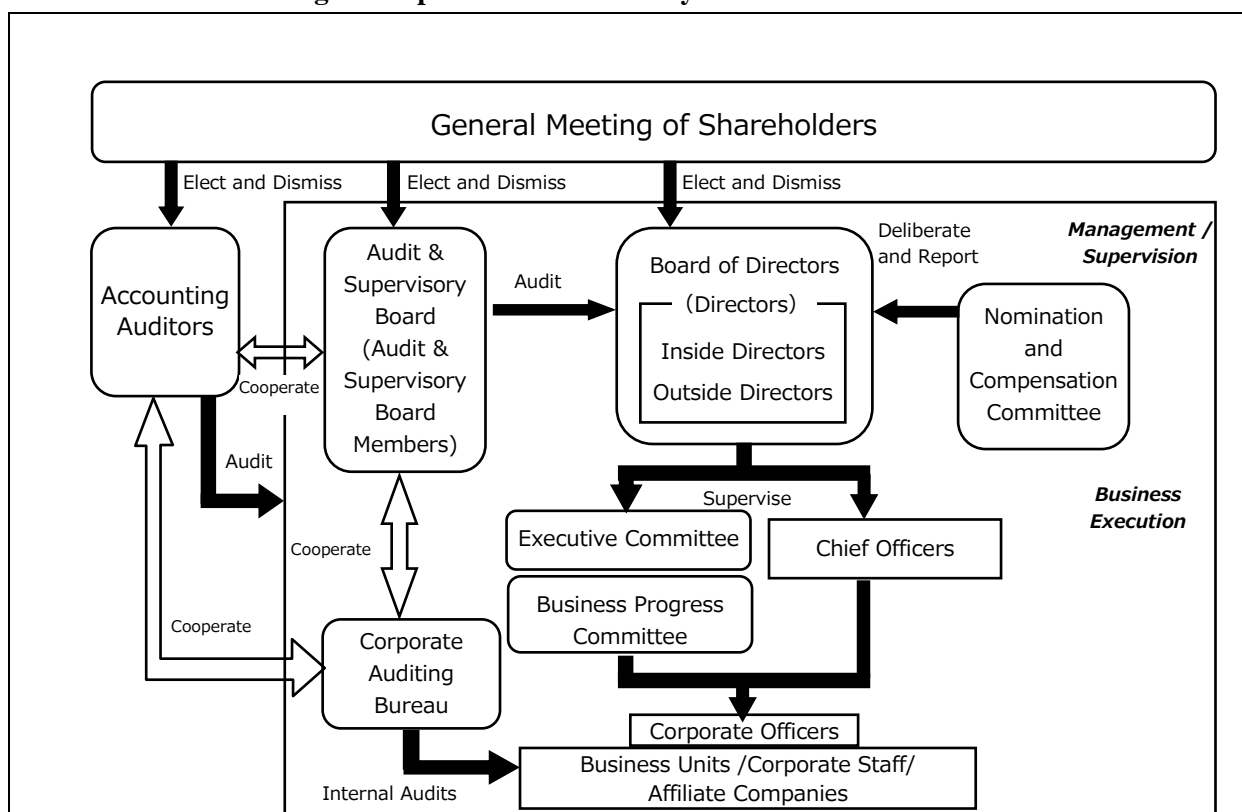 General Meeting of Shareholders
Elect and Dismiss
Elect and Dismiss
Elect and Dismiss
Management /
Supervision
Deliberate
and Report
Accounting
Auditors
Audit &
Supervisory
Board
(Audit &
Supervisory
Board
Members)
Audit
Board of Directors
(Directors)
Inside Directors
Outside Directors
Nomination
and
Compensation
Committee
Cooperate
Audit
Supervise
Business
Execution
Executive Committee
Chief Officers
Cooperate
Business Progress
Committee
Cooperate
Corporate
Auditing
Bureau
Corporate Officers
Business Units /Corporate Staff/
Affiliate Companies
Internal Audits